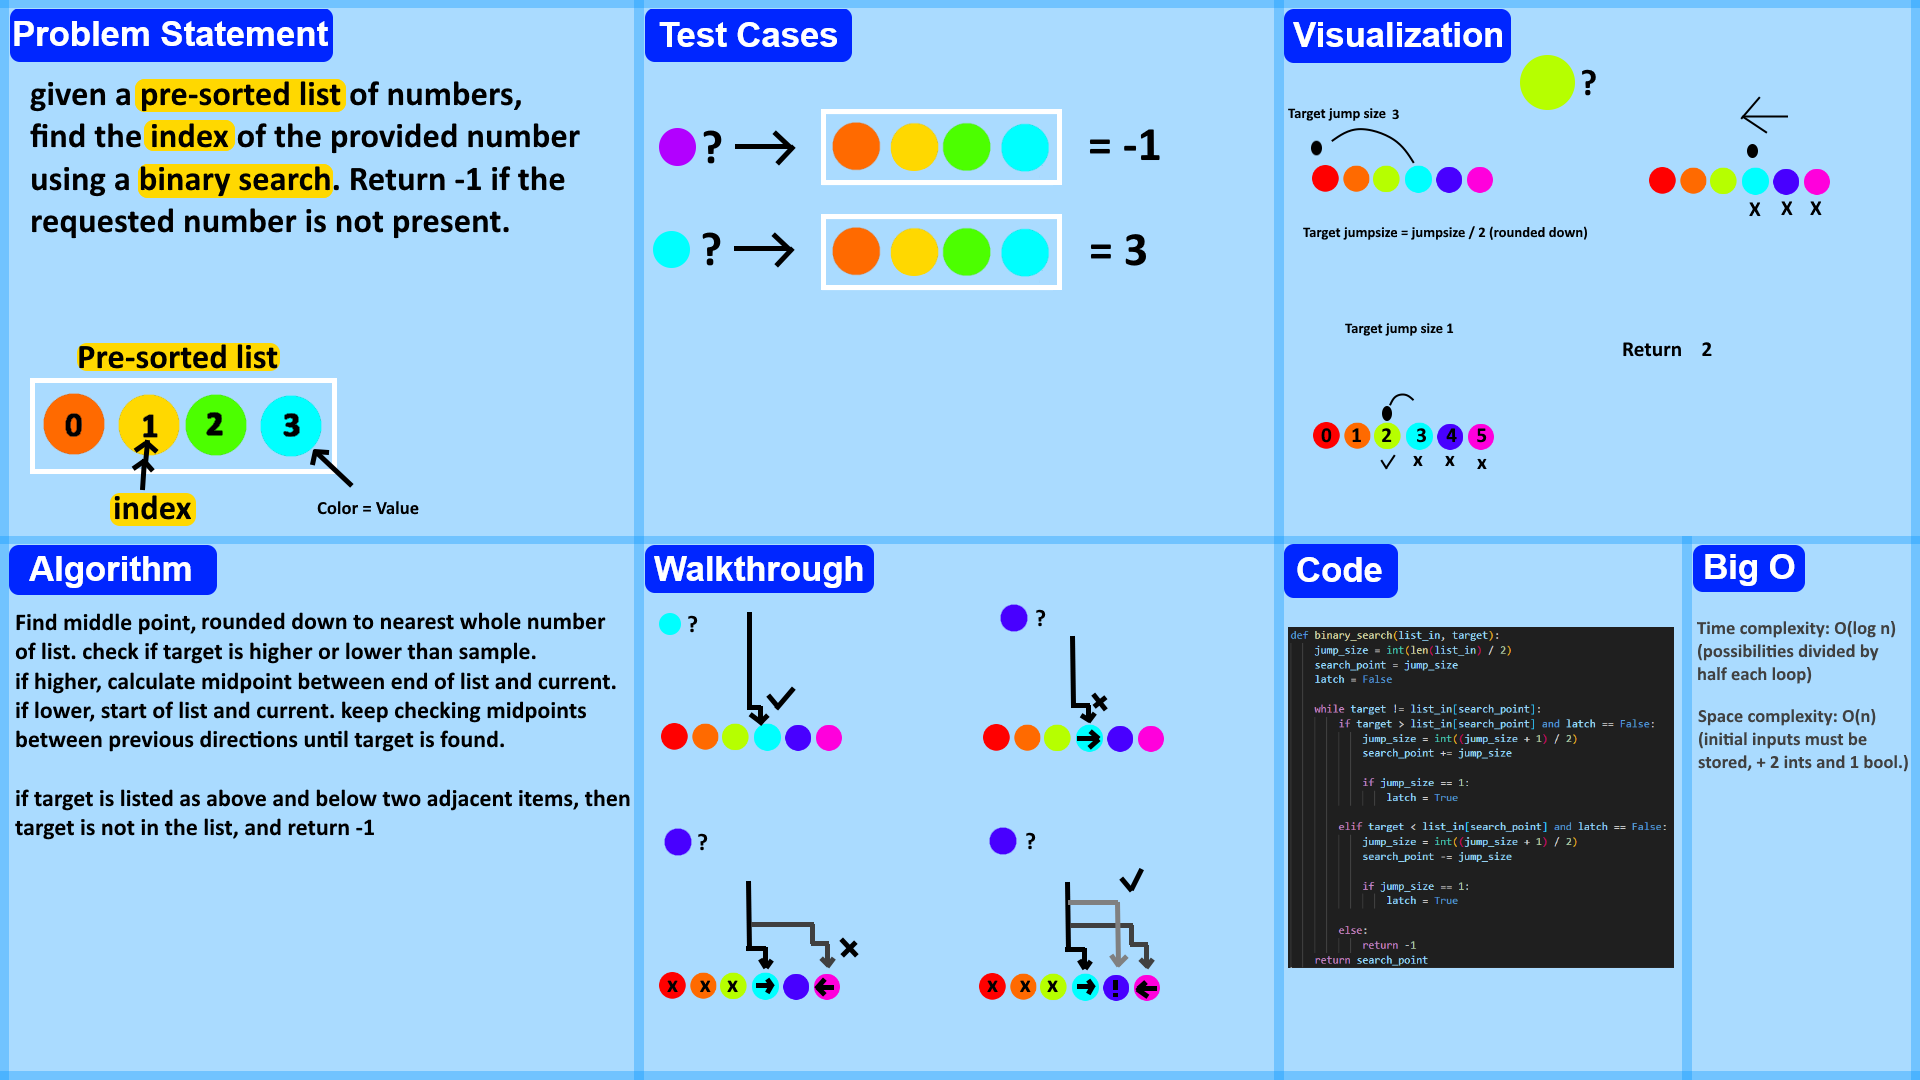 Problem Statement
given a pre-sorted list of numbers,
find the index of the provided number
using a binary search. Return -1 if the
requested number is not present.
Pre-sorted list
0 1 2 3
index
Color = Value
Test Cases
? = -1
? = 3
Visualization
?
Target jump size 3
X X X
Target jumpsize = jumpsize / 2 (rounded down)
Target jump size 1
Return 2
0 1 2 3 4 5
x x x
Algorithm
Find middle point, rounded down to nearest whole number
of list. check if target is higher or lower than sample.
if higher, calculate midpoint between end of list and current.
if lower, start of list and current. keep checking midpoints
between previous directions until target is found.
if target is listed as above and below two adjacent items, then
target is not in the list, and return -1
Walkthrough
?
?
?
x x x
?
x x x !
Code
def binary_search(list_in, target):
jump_size = int(len(list_in) / 2)
search_point = jump_size
latch = False
while target != list_in[search_point]:
if target > list_in[search_point] and latch == False:
jump_size = int((jump_size + 1) / 2)
search_point += jump_size
if jump_size == 1:
latch = True
elif target < list_in[search_point] and latch == False:
jump_size = int((jump_size + 1) / 2)
search_point -= jump_size
if jump_size == 1:
latch = True
else:
return -1
return search_point
Big O
Time complexity: O(log n)
(possibilities divided by
half each loop)
Space complexity: O(n)
(initial inputs must be
stored, + 2 ints and 1 bool.)